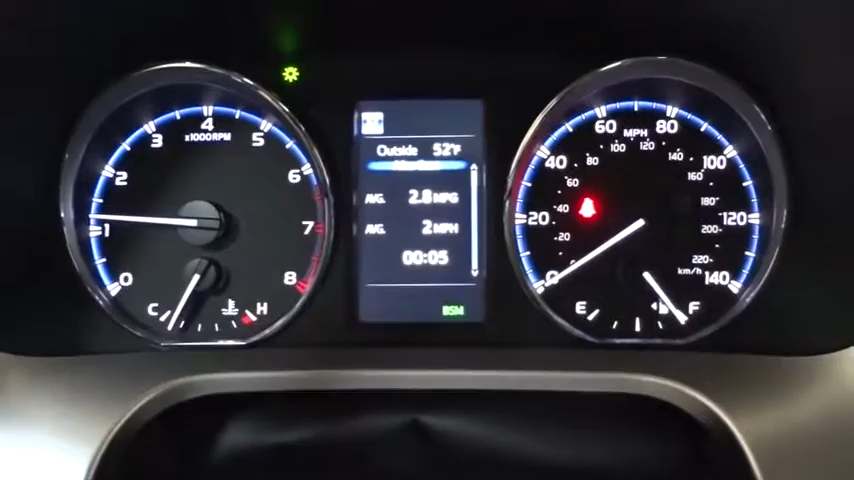 0
1
2
3
4
5
6
7
8
x1000RPM
C
H
Outside 52°F
AVG. 2.8 MPG
AVG. 2 MPH
00:05
BSM
0
20
40
60
80
100
120
140
MPH
20
40
60
80
100
120
140
160
180
200
220
km/h
E
F